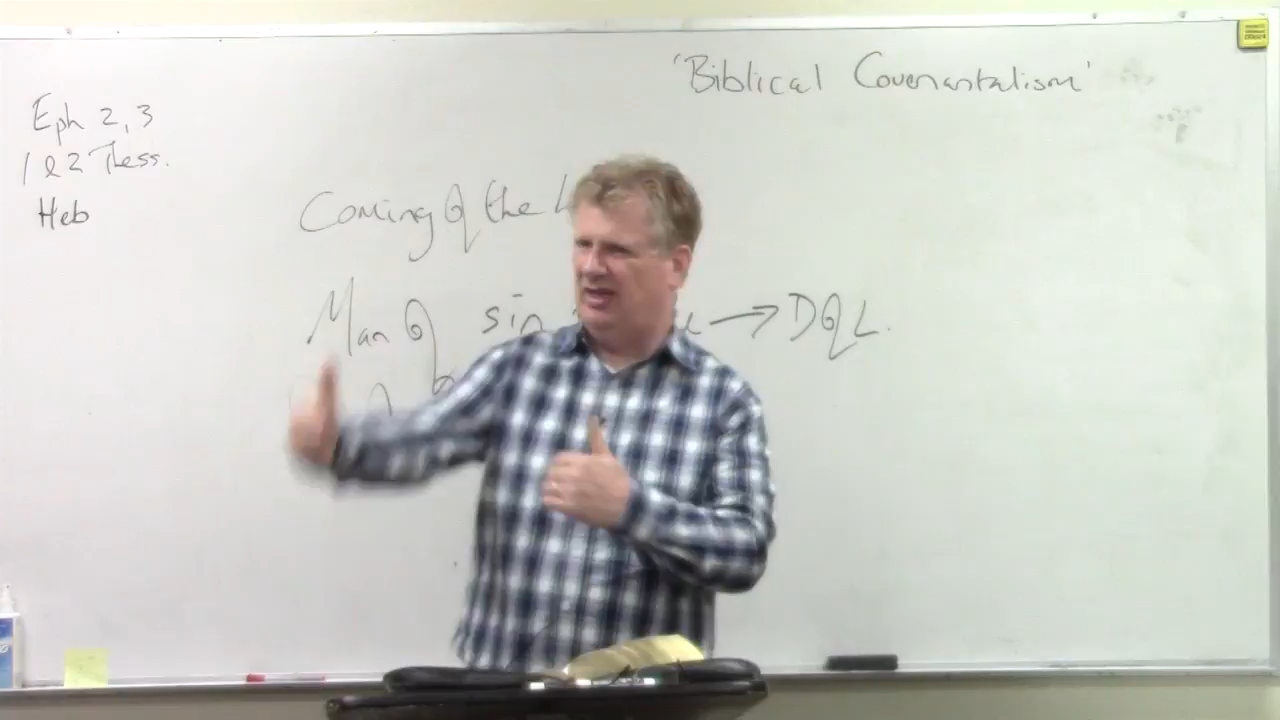 'Biblical Covenantalism'
Eph 2, 3
1 & 2 Thess.
Heb
Coming of the L
Man of sin → DOL.